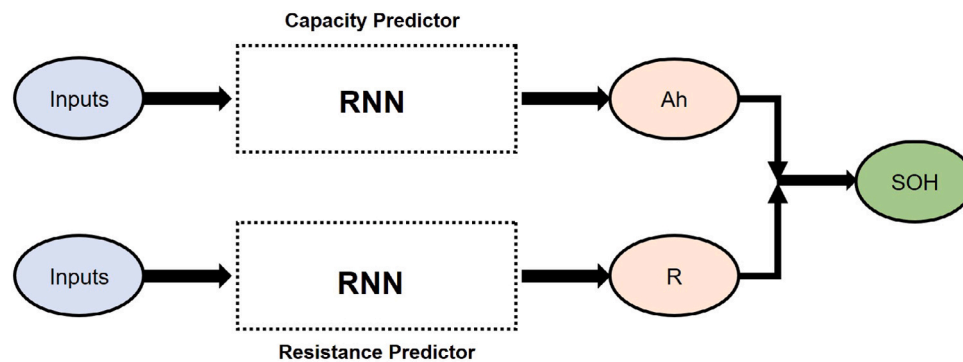 Capacity Predictor
Inputs
RNN
Ah
SOH
Inputs
RNN
R
Resistance Predictor